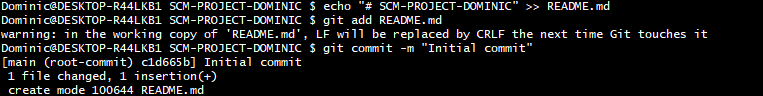 Dominic@DESKTOP-R44LKB1 SCM-PROJECT-DOMINIC $ echo "# SCM-PROJECT-DOMINIC" >> README.md
Dominic@DESKTOP-R44LKB1 SCM-PROJECT-DOMINIC $ git add README.md
warning: in the working copy of 'README.md', LF will be replaced by CRLF the next time Git touches it
Dominic@DESKTOP-R44LKB1 SCM-PROJECT-DOMINIC $ git commit -m "Initial commit"
[main (root-commit) c1d665b] Initial commit
 1 file changed, 1 insertion(+)
 create mode 100644 README.md